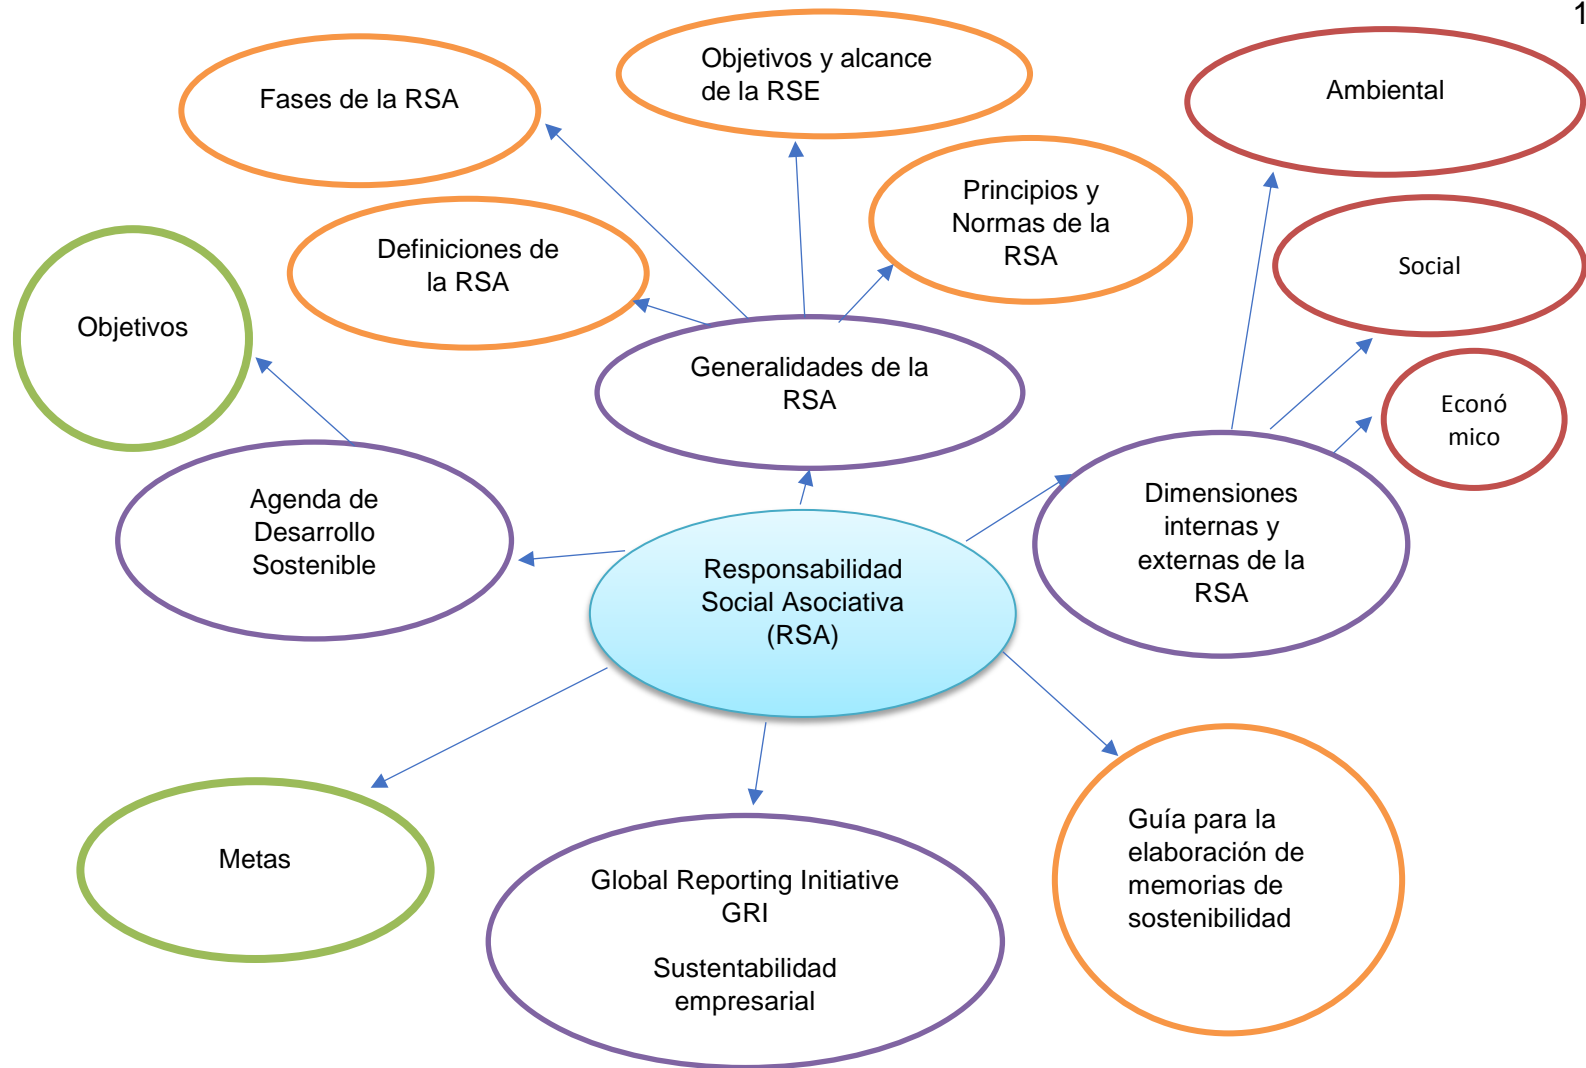 1
Objetivos y alcance
de la RSE
Fases de la RSA
Ambiental
Principios y
Normas de la
RSA
Definiciones de
la RSA
Social
Objetivos
Generalidades de la
RSA
Econó
mico
Agenda de
Desarrollo
Sostenible
Dimensiones
internas y
externas de la
RSA
Responsabilidad
Social Asociativa
(RSA)
Guía para la
elaboración de
memorias de
sostenibilidad
Metas
Global Reporting Initiative
GRI
Sustentabilidad
empresarial